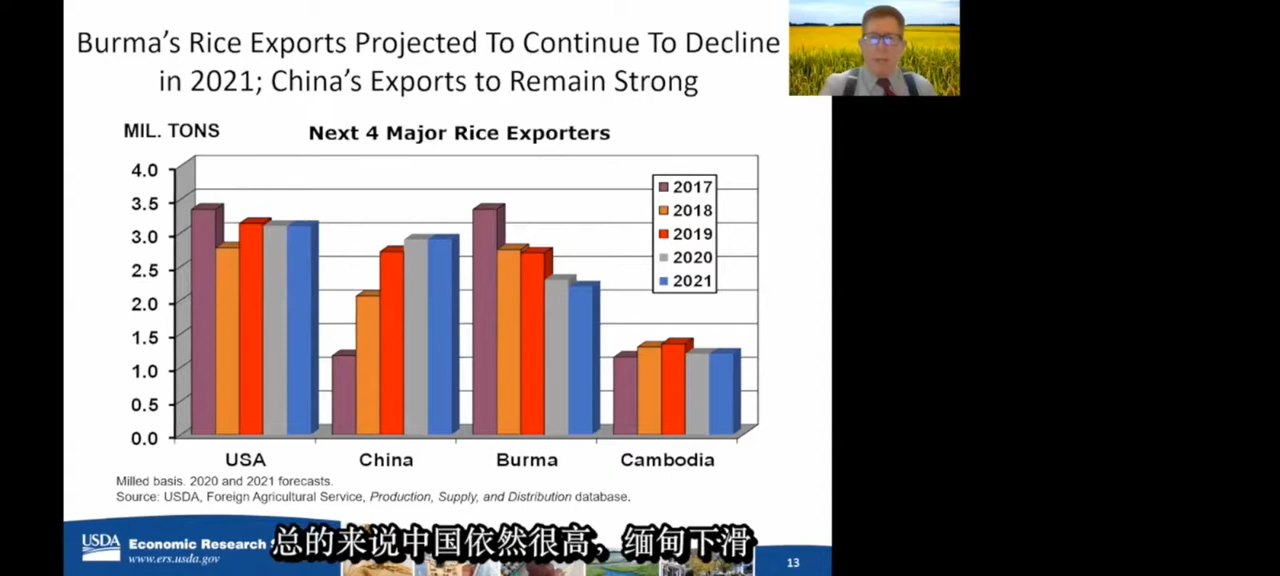 Burma's Rice Exports Projected To Continue To Decline
in 2021; China's Exports to Remain Strong
MIL. TONS
Next 4 Major Rice Exporters
4.0
3.5
3.0
2.5
2.0
1.5
1.0
0.5
0.0
2017
2018
2019
2020
2021
USA
China
Burma
Cambodia
Milled basis. 2020 and 2021 forecasts.
Source: USDA, Foreign Agricultural Service, Production, Supply, and Distribution database.
USDA
Economic Research S
www.ers.usda.gov
总的来说中国依然很高，缅甸下滑
13